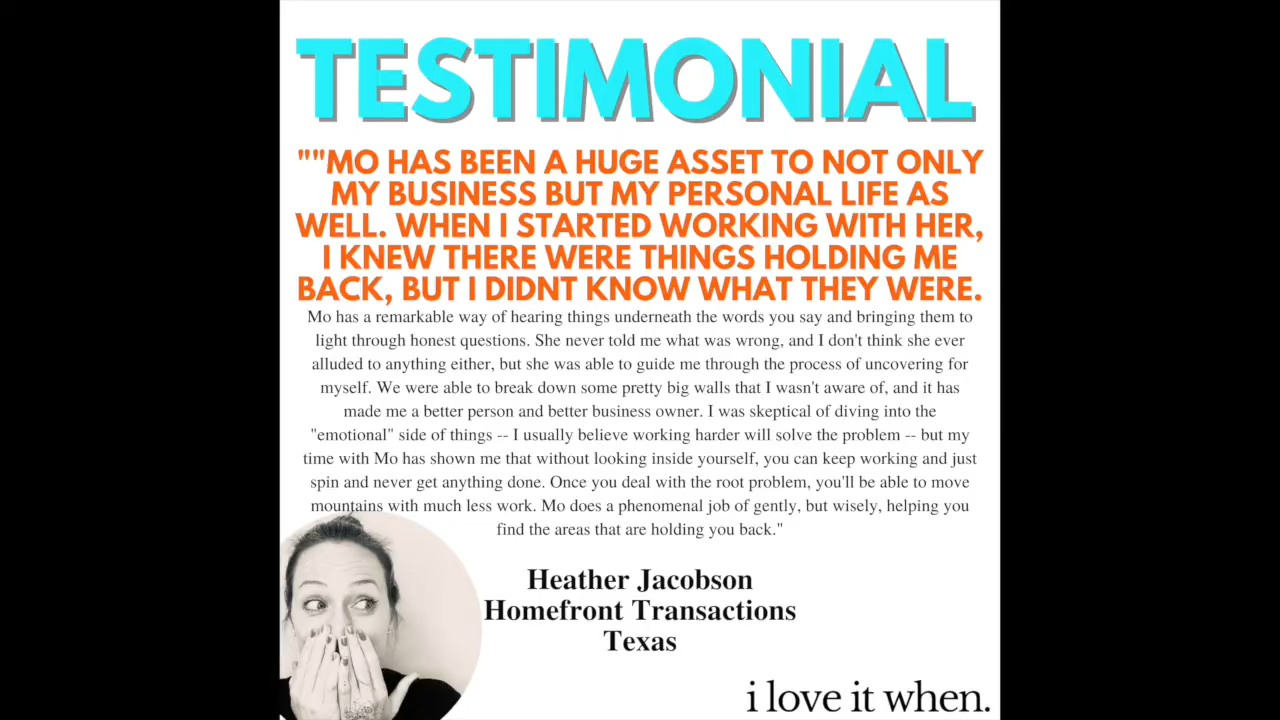 TESTIMONIAL
""MO HAS BEEN A HUGE ASSET TO NOT ONLY
MY BUSINESS BUT MY PERSONAL LIFE AS
WELL. WHEN I STARTED WORKING WITH HER,
I KNEW THERE WERE THINGS HOLDING ME
BACK, BUT I DIDNT KNOW WHAT THEY WERE.
Mo has a remarkable way of hearing things underneath the words you say and bringing them to
light through honest questions. She never told me what was wrong, and I don't think she ever
alluded to anything either, but she was able to guide me through the process of uncovering for
myself. We were able to break down some pretty big walls that I wasn't aware of, and it has
made me a better person and better business owner. I was skeptical of diving into the
"emotional" side of things -- I usually believe working harder will solve the problem -- but my
time with Mo has shown me that without looking inside yourself, you can keep working and just
spin and never get anything done. Once you deal with the root problem, you'll be able to move
mountains with much less work. Mo does a phenomenal job of gently, but wisely, helping you
find the areas that are holding you back."
Heather Jacobson
Homefront Transactions
Texas
i love it when.